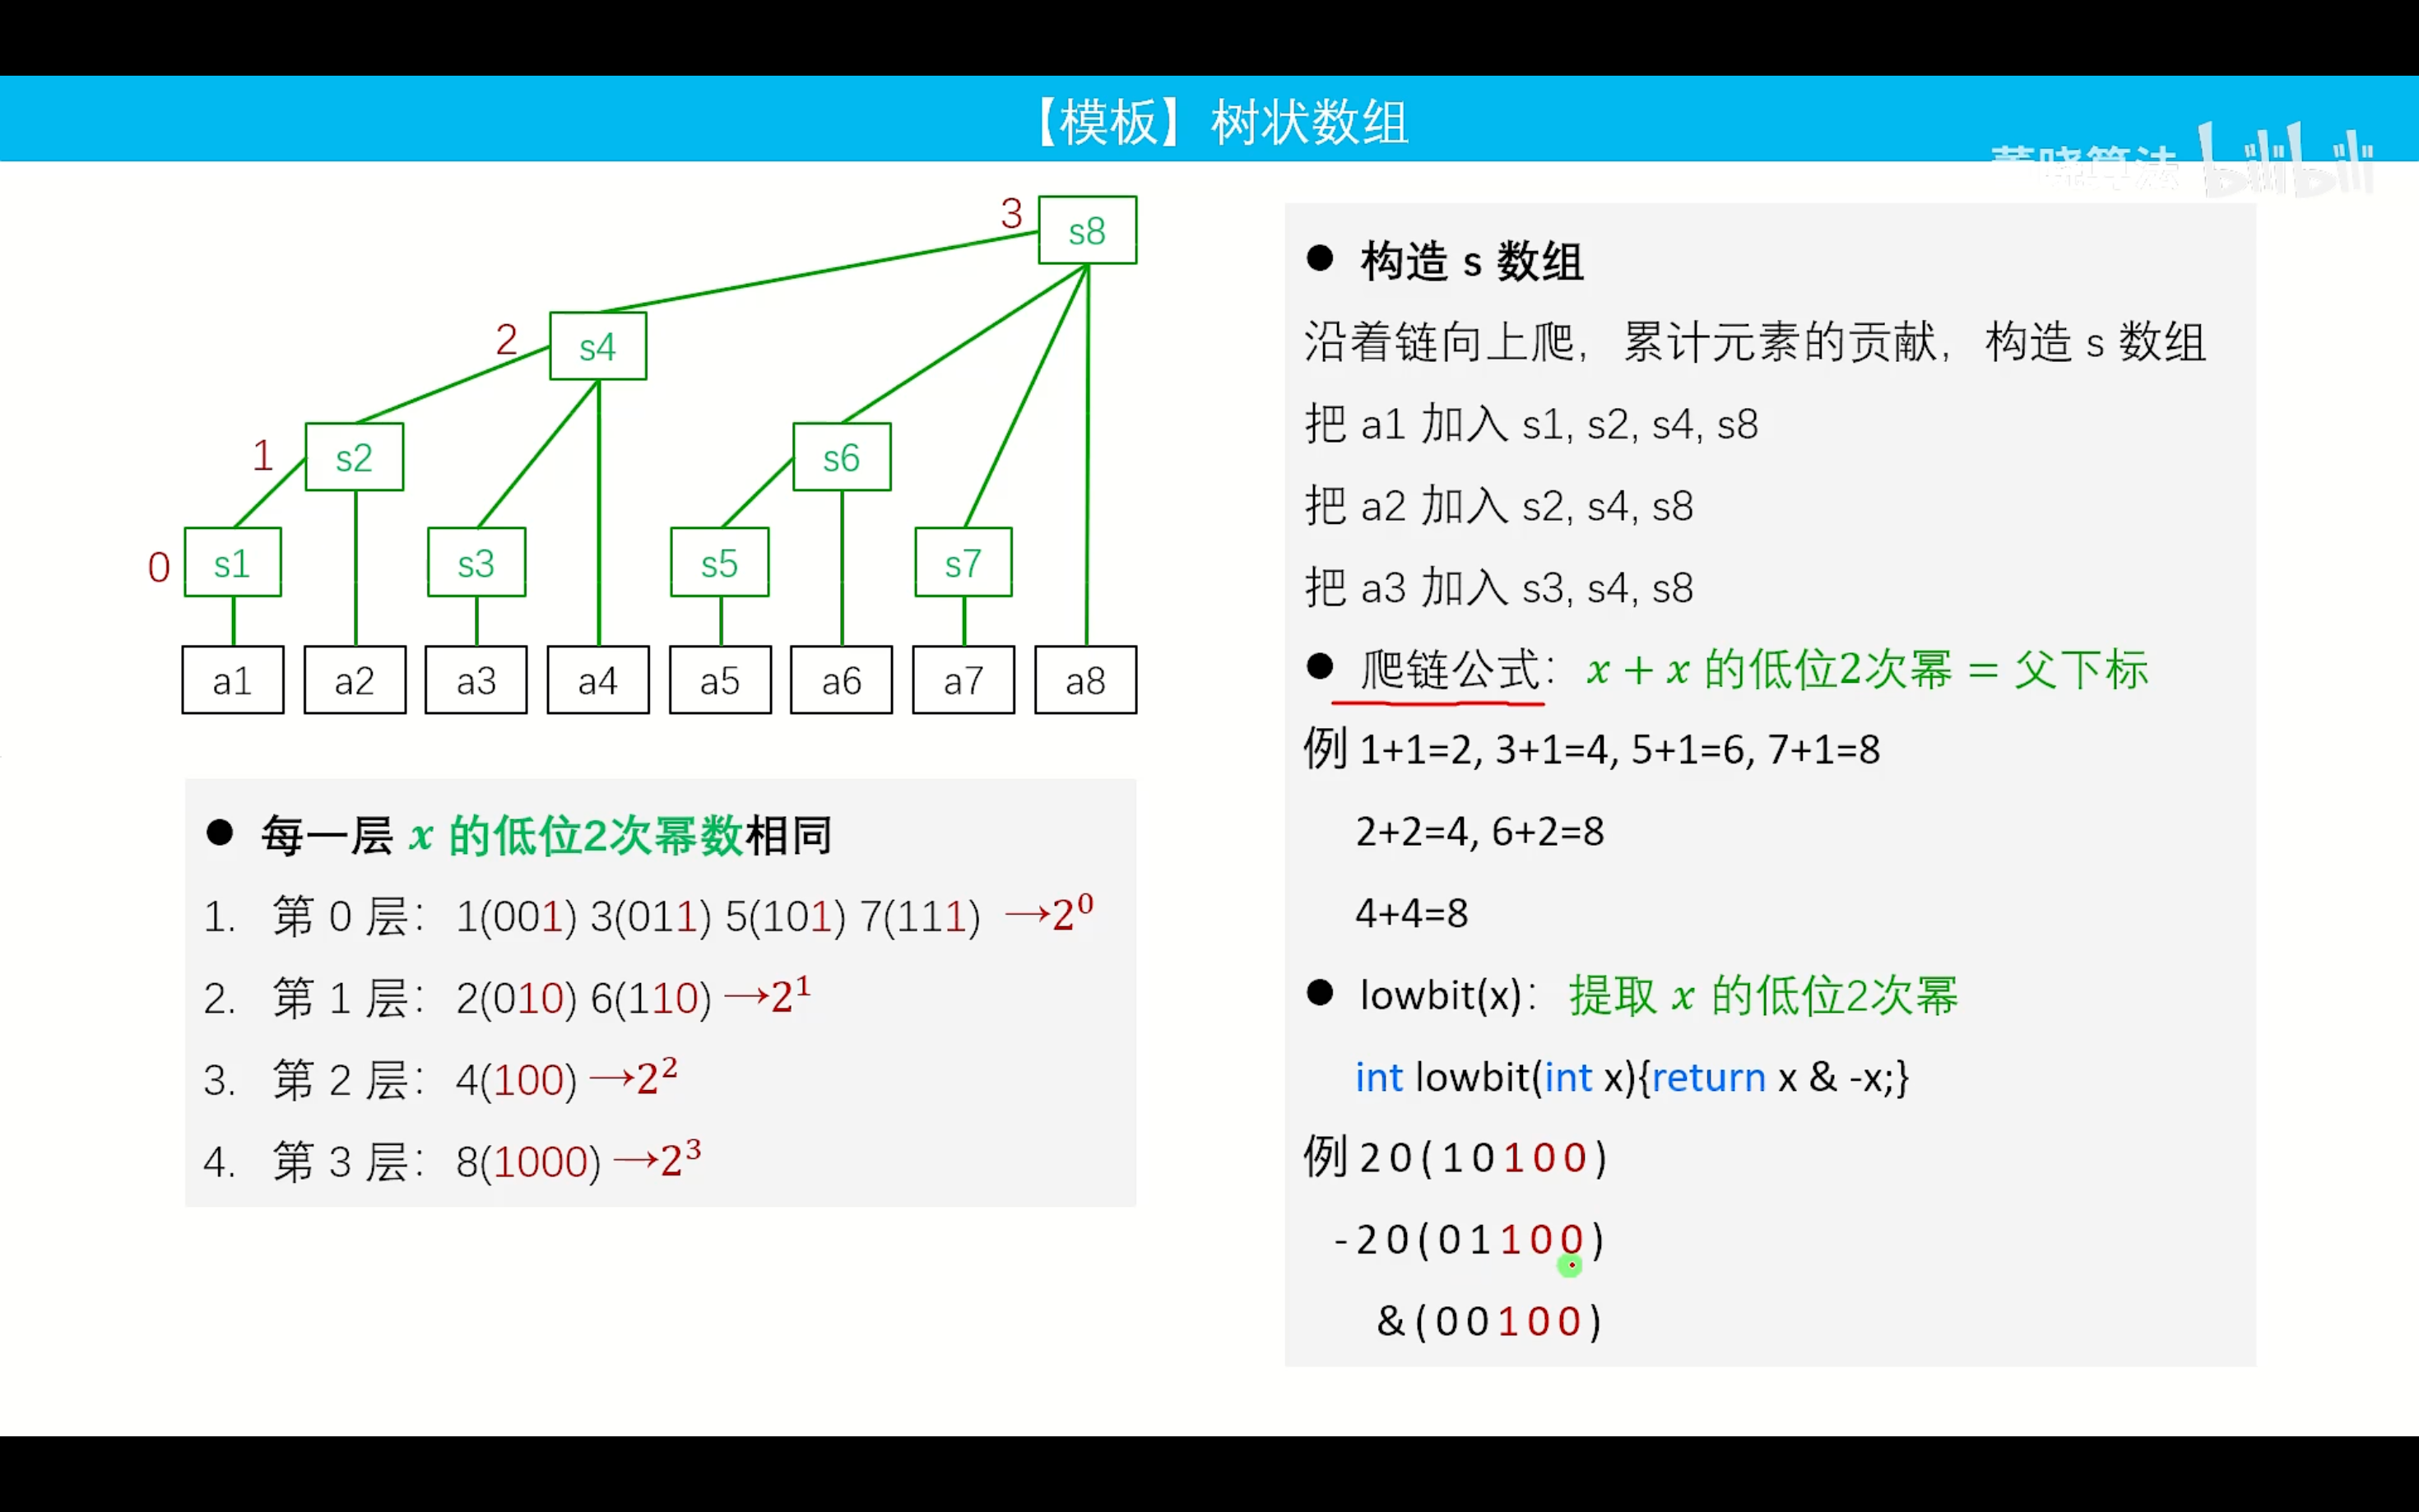 【模板】树状数组
董晓算法 bilibili
3 s8
2 s4
1 s2 s6
0 s1 s3 s5 s7
a1 a2 a3 a4 a5 a6 a7 a8
● 每一层 x 的低位2次幂数相同
1. 第 0 层：1(001) 3(011) 5(101) 7(111) →2⁰
2. 第 1 层：2(010) 6(110) →2¹
3. 第 2 层：4(100) →2²
4. 第 3 层：8(1000) →2³
● 构造 s 数组
沿着链向上爬，累计元素的贡献，构造 s 数组
把 a1 加入 s1, s2, s4, s8
把 a2 加入 s2, s4, s8
把 a3 加入 s3, s4, s8
● 爬链公式：x + x 的低位2次幂 = 父下标
例 1+1=2, 3+1=4, 5+1=6, 7+1=8
2+2=4, 6+2=8
4+4=8
● lowbit(x)：提取 x 的低位2次幂
int lowbit(int x){return x & -x;}
例 20(10100)
-20(01100)
&(00100)